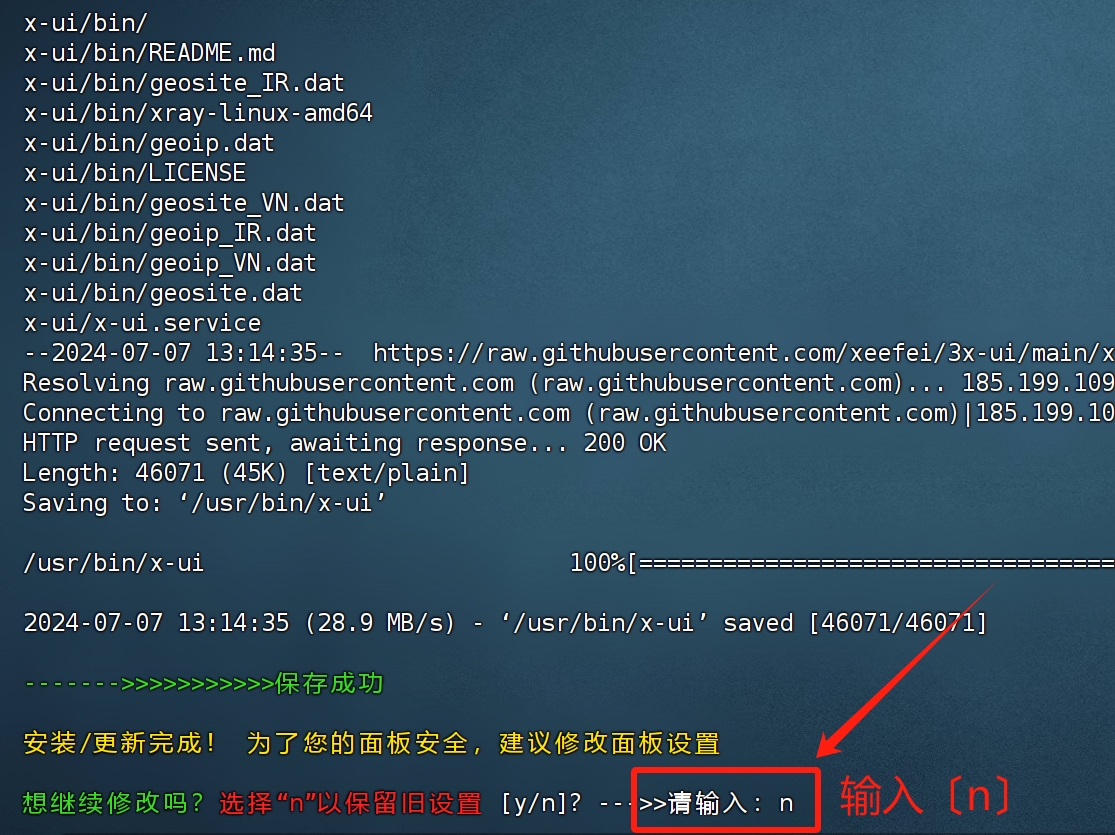 x-ui/bin/
x-ui/bin/README.md
x-ui/bin/geosite_IR.dat
x-ui/bin/xray-linux-amd64
x-ui/bin/geoip.dat
x-ui/bin/LICENSE
x-ui/bin/geosite_VN.dat
x-ui/bin/geoip_IR.dat
x-ui/bin/geoip_VN.dat
x-ui/bin/geosite.dat
x-ui/x-ui.service
--2024-07-07 13:14:35--  https://raw.githubusercontent.com/xeefei/3x-ui/main/x
Resolving raw.githubusercontent.com (raw.githubusercontent.com)... 185.199.109
Connecting to raw.githubusercontent.com (raw.githubusercontent.com)|185.199.10
HTTP request sent, awaiting response... 200 OK
Length: 46071 (45K) [text/plain]
Saving to: ‘/usr/bin/x-ui’
/usr/bin/x-ui 100%[==================================
2024-07-07 13:14:35 (28.9 MB/s) - ‘/usr/bin/x-ui’ saved [46071/46071]
------->>>>>>>>>>>保存成功
安装/更新完成！ 为了您的面板安全，建议修改面板设置
想继续修改吗？选择“n”以保留旧设置 [y/n]? --->>请输入：n
输入〔n〕